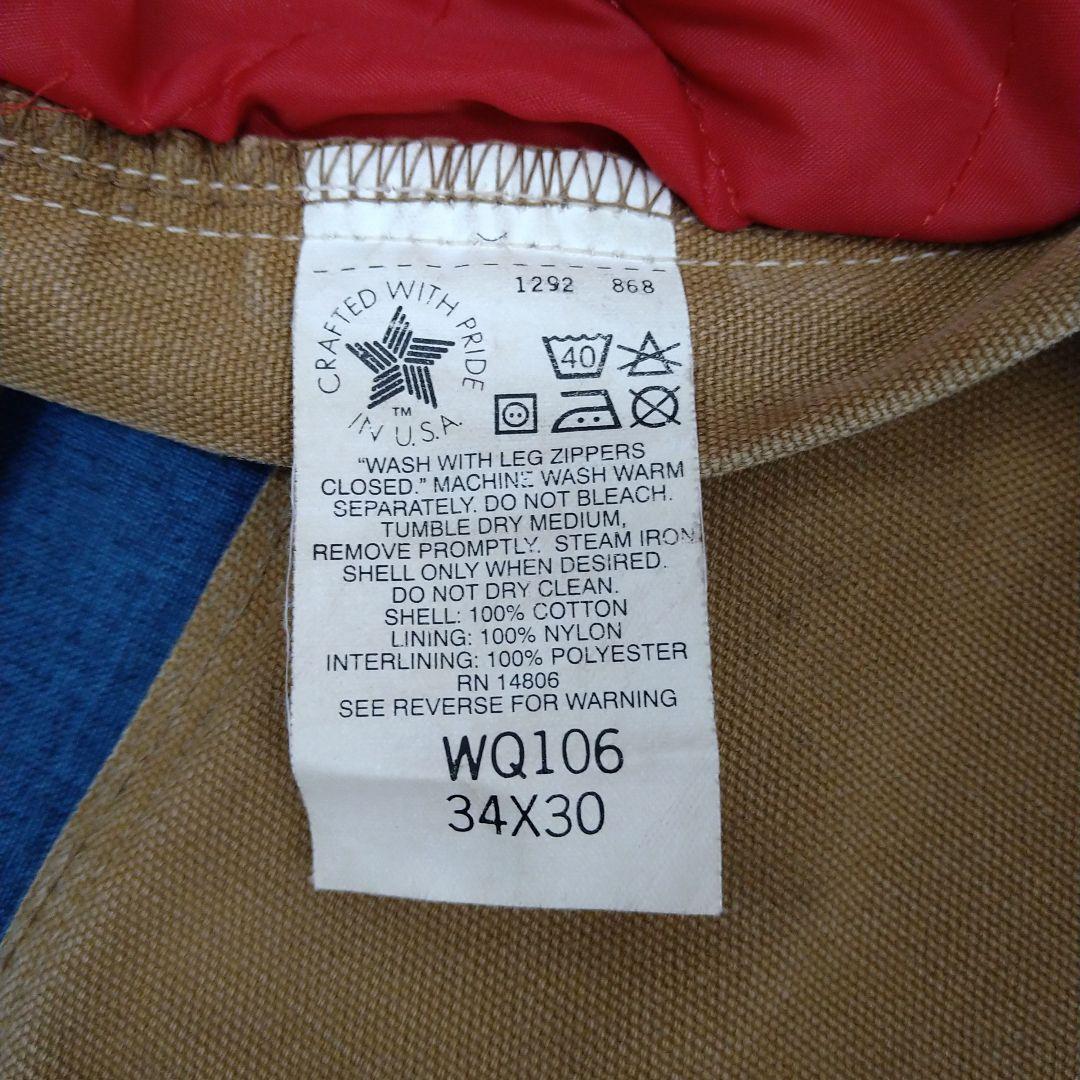 1292 868
CRAFTED WITH PRIDE
IN U.S.A.
™
40
"WASH WITH LEG ZIPPERS
CLOSED." MACHINE WASH WARM
SEPARATELY. DO NOT BLEACH.
TUMBLE DRY MEDIUM,
REMOVE PROMPTLY. STEAM IRON
SHELL ONLY WHEN DESIRED.
DO NOT DRY CLEAN.
SHELL: 100% COTTON
LINING: 100% NYLON
INTERLINING: 100% POLYESTER
RN 14806
SEE REVERSE FOR WARNING
WQ106
34X30